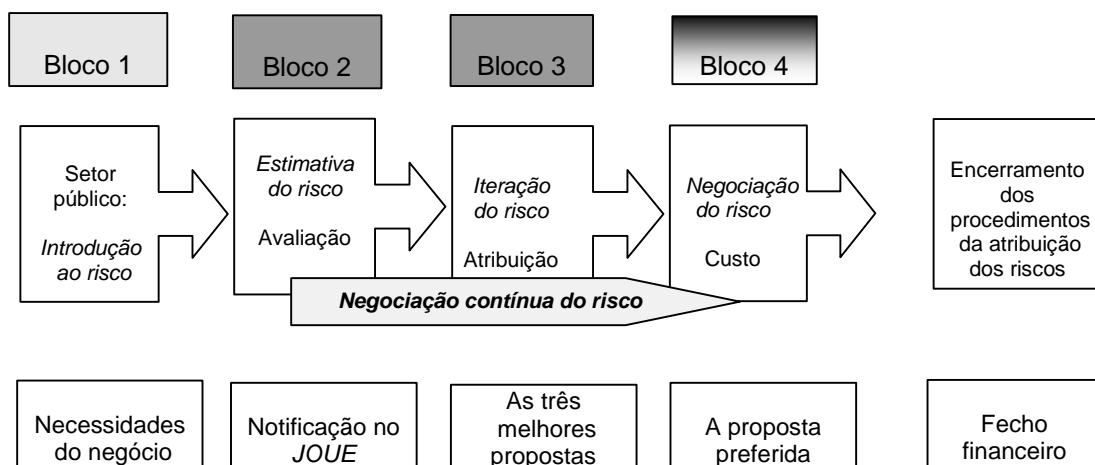 Bloco 1
Bloco 2
Bloco 3
Bloco 4
Setor
público:
Introdução
ao risco
Estimativa
do risco
Avaliação
Iteração
do risco
Atribuição
Negociação
do risco
Custo
Encerramento
dos
procedimentos
da atribuição
dos riscos
Negociação contínua do risco
Necessidades
do negócio
Notificação no
JOUE
As três
melhores
propostas
A proposta
preferida
Fecho
financeiro